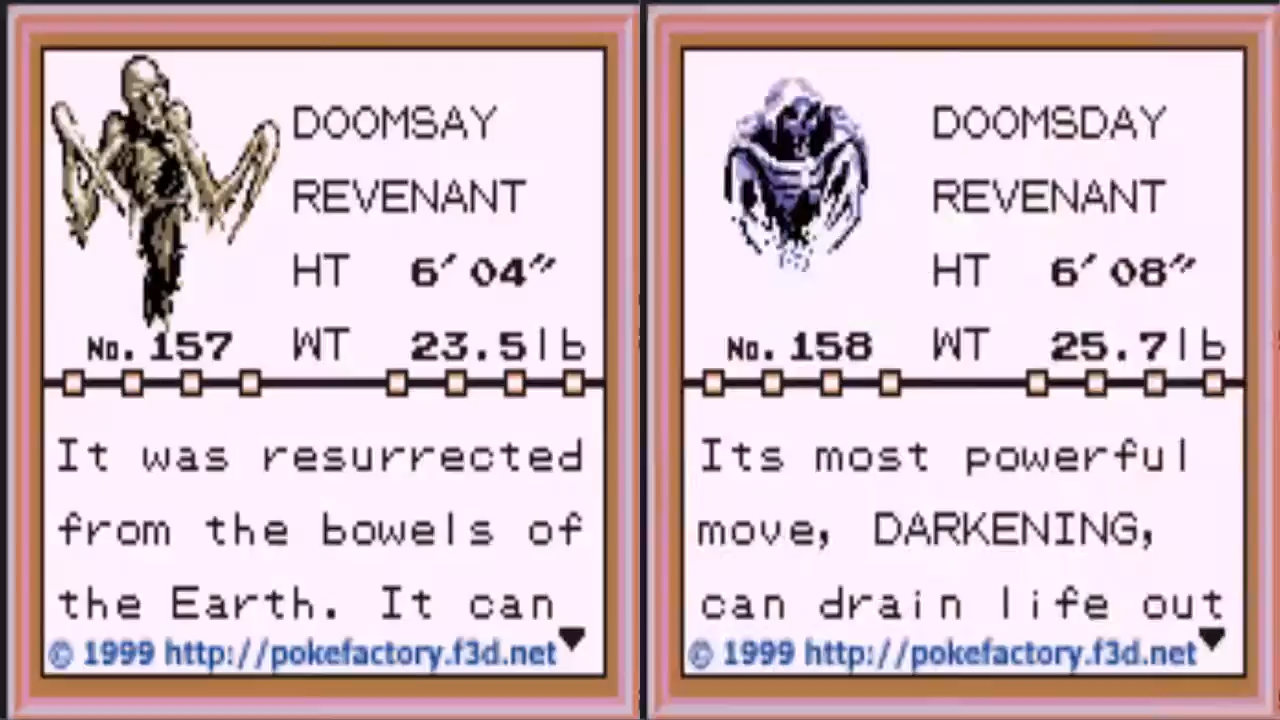 DOOMSAY
REVENANT
HT 6′04″
No. 157 WT 23.5lb
It was resurrected
from the bowels of
the Earth. It can
© 1999 http://pokefactory.f3d.net
DOOMSDAY
REVENANT
HT 6′08″
No. 158 WT 25.7lb
Its most powerful
move, DARKENING,
can drain life out
© 1999 http://pokefactory.f3d.net